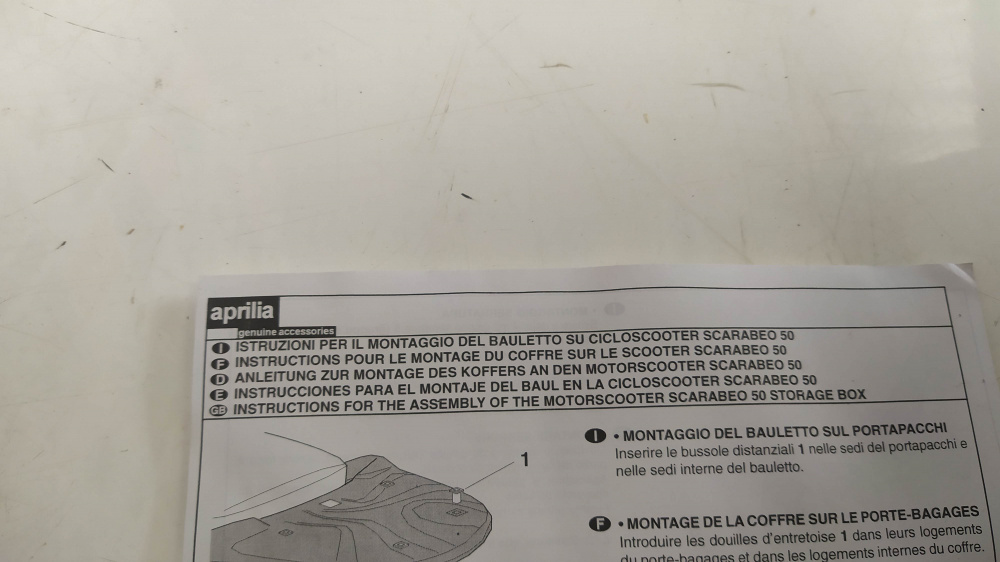 aprilia
genuine accessories
I ISTRUZIONI PER IL MONTAGGIO DEL BAULETTO SU CICLOSCOOTER SCARABEO 50
F INSTRUCTIONS POUR LE MONTAGE DU COFFRE SUR LE SCOOTER SCARABEO 50
D ANLEITUNG ZUR MONTAGE DES KOFFERS AN DEN MOTORSCOOTER SCARABEO 50
E INSTRUCCIONES PARA EL MONTAJE DEL BAUL EN LA CICLOSCOOTER SCARABEO 50
GB INSTRUCTIONS FOR THE ASSEMBLY OF THE MOTORSCOOTER SCARABEO 50 STORAGE BOX
1
I • MONTAGGIO DEL BAULETTO SUL PORTAPACCHI
Inserire le bussole distanziali 1 nelle sedi del portapacchi e
nelle sedi interne del bauletto.
F • MONTAGE DE LA COFFRE SUR LE PORTE-BAGAGES
Introduire les douilles d'entretoise 1 dans leurs logements
du porte-bagages et dans les logements internes du coffre.